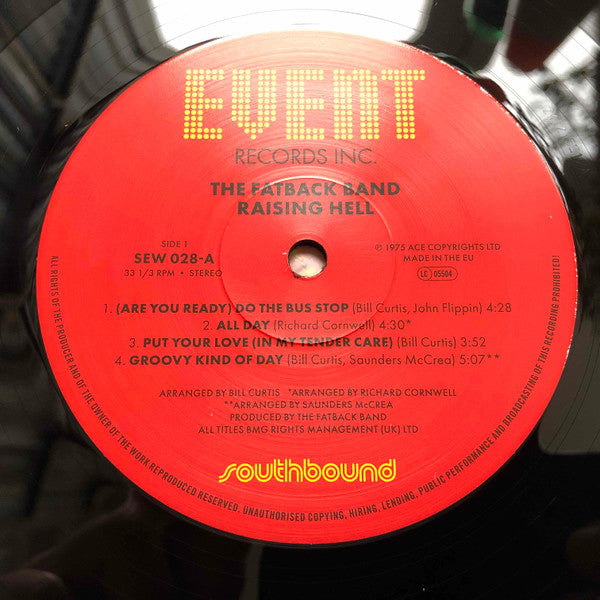 EVENT
RECORDS INC.
THE FATBACK BAND
RAISING HELL
SIDE 1
SEW 028-A
33 1/3 RPM • STEREO
℗ 1975 ACE COPYRIGHTS LTD
MADE IN THE EU
LC 05504
1. (ARE YOU READY) DO THE BUS STOP (Bill Curtis, John Flippin) 4:28
2. ALL DAY (Richard Cornwell) 4:30*
3. PUT YOUR LOVE (IN MY TENDER CARE) (Bill Curtis) 3:52
4. GROOVY KIND OF DAY (Bill Curtis, Saunders McCrea) 5:07**
ARRANGED BY BILL CURTIS *ARRANGED BY RICHARD CORNWELL
**ARRANGED BY SAUNDERS McCREA
PRODUCED BY THE FATBACK BAND
ALL TITLES BMG RIGHTS MANAGEMENT (UK) LTD
southbound
ALL RIGHTS OF THE PRODUCER AND OF THE OWNER OF THE WORK REPRODUCED RESERVED. UNAUTHORISED COPYING, HIRING, LENDING, PUBLIC PERFORMANCE AND BROADCASTING OF THIS RECORDING PROHIBITED!